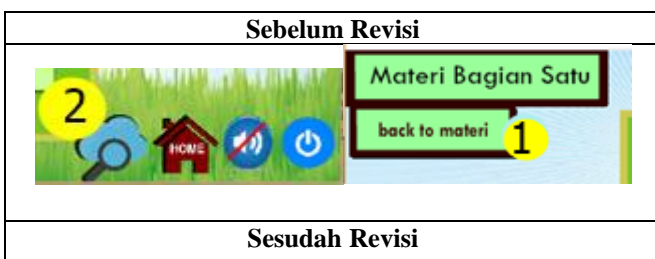 Sebelum Revisi
2
HOME
Materi Bagian Satu
back to materi
1
Sesudah Revisi